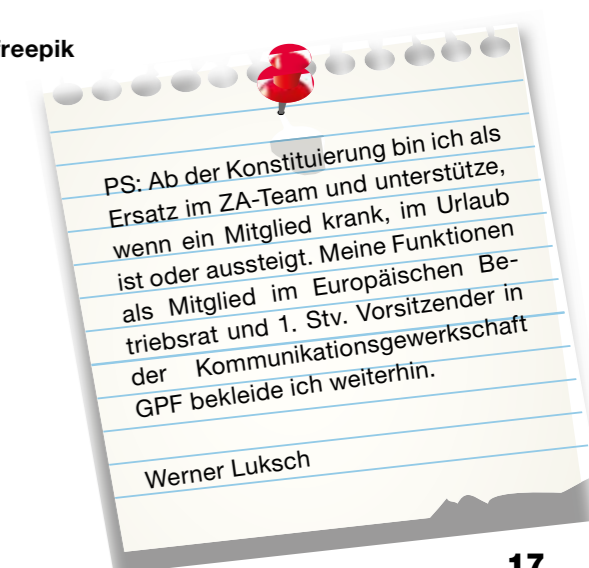 freepik
PS: Ab der Konstituierung bin ich als
Ersatz im ZA-Team und unterstütze,
wenn ein Mitglied krank, im Urlaub
ist oder aussteigt. Meine Funktionen
als Mitglied im Europäischen Be-
triebsrat und 1. Stv. Vorsitzender in
der Kommunikationsgewerkschaft
GPF bekleide ich weiterhin.
Werner Luksch
17